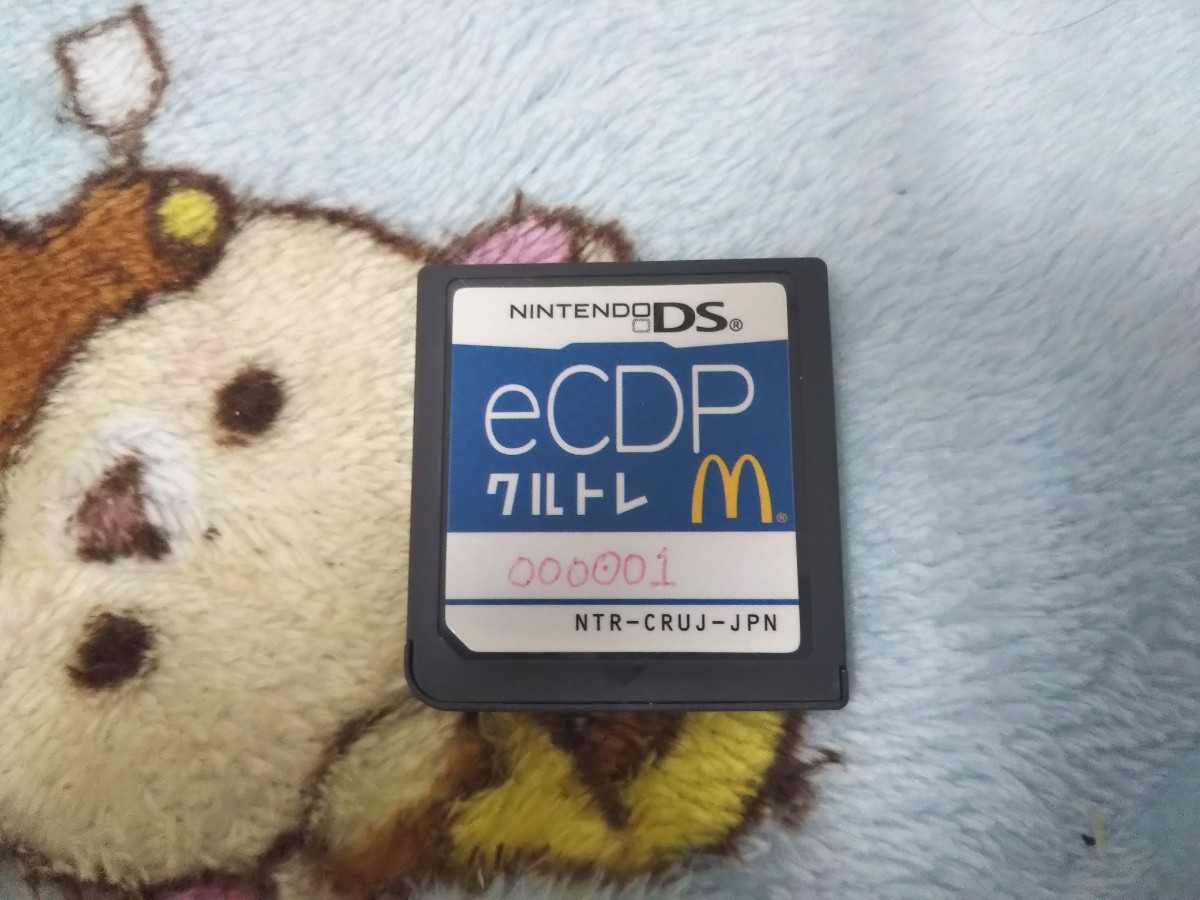 NINTENDO DS®
eCDP
クルトレ
®
000001
NTR-CRUJ-JPN